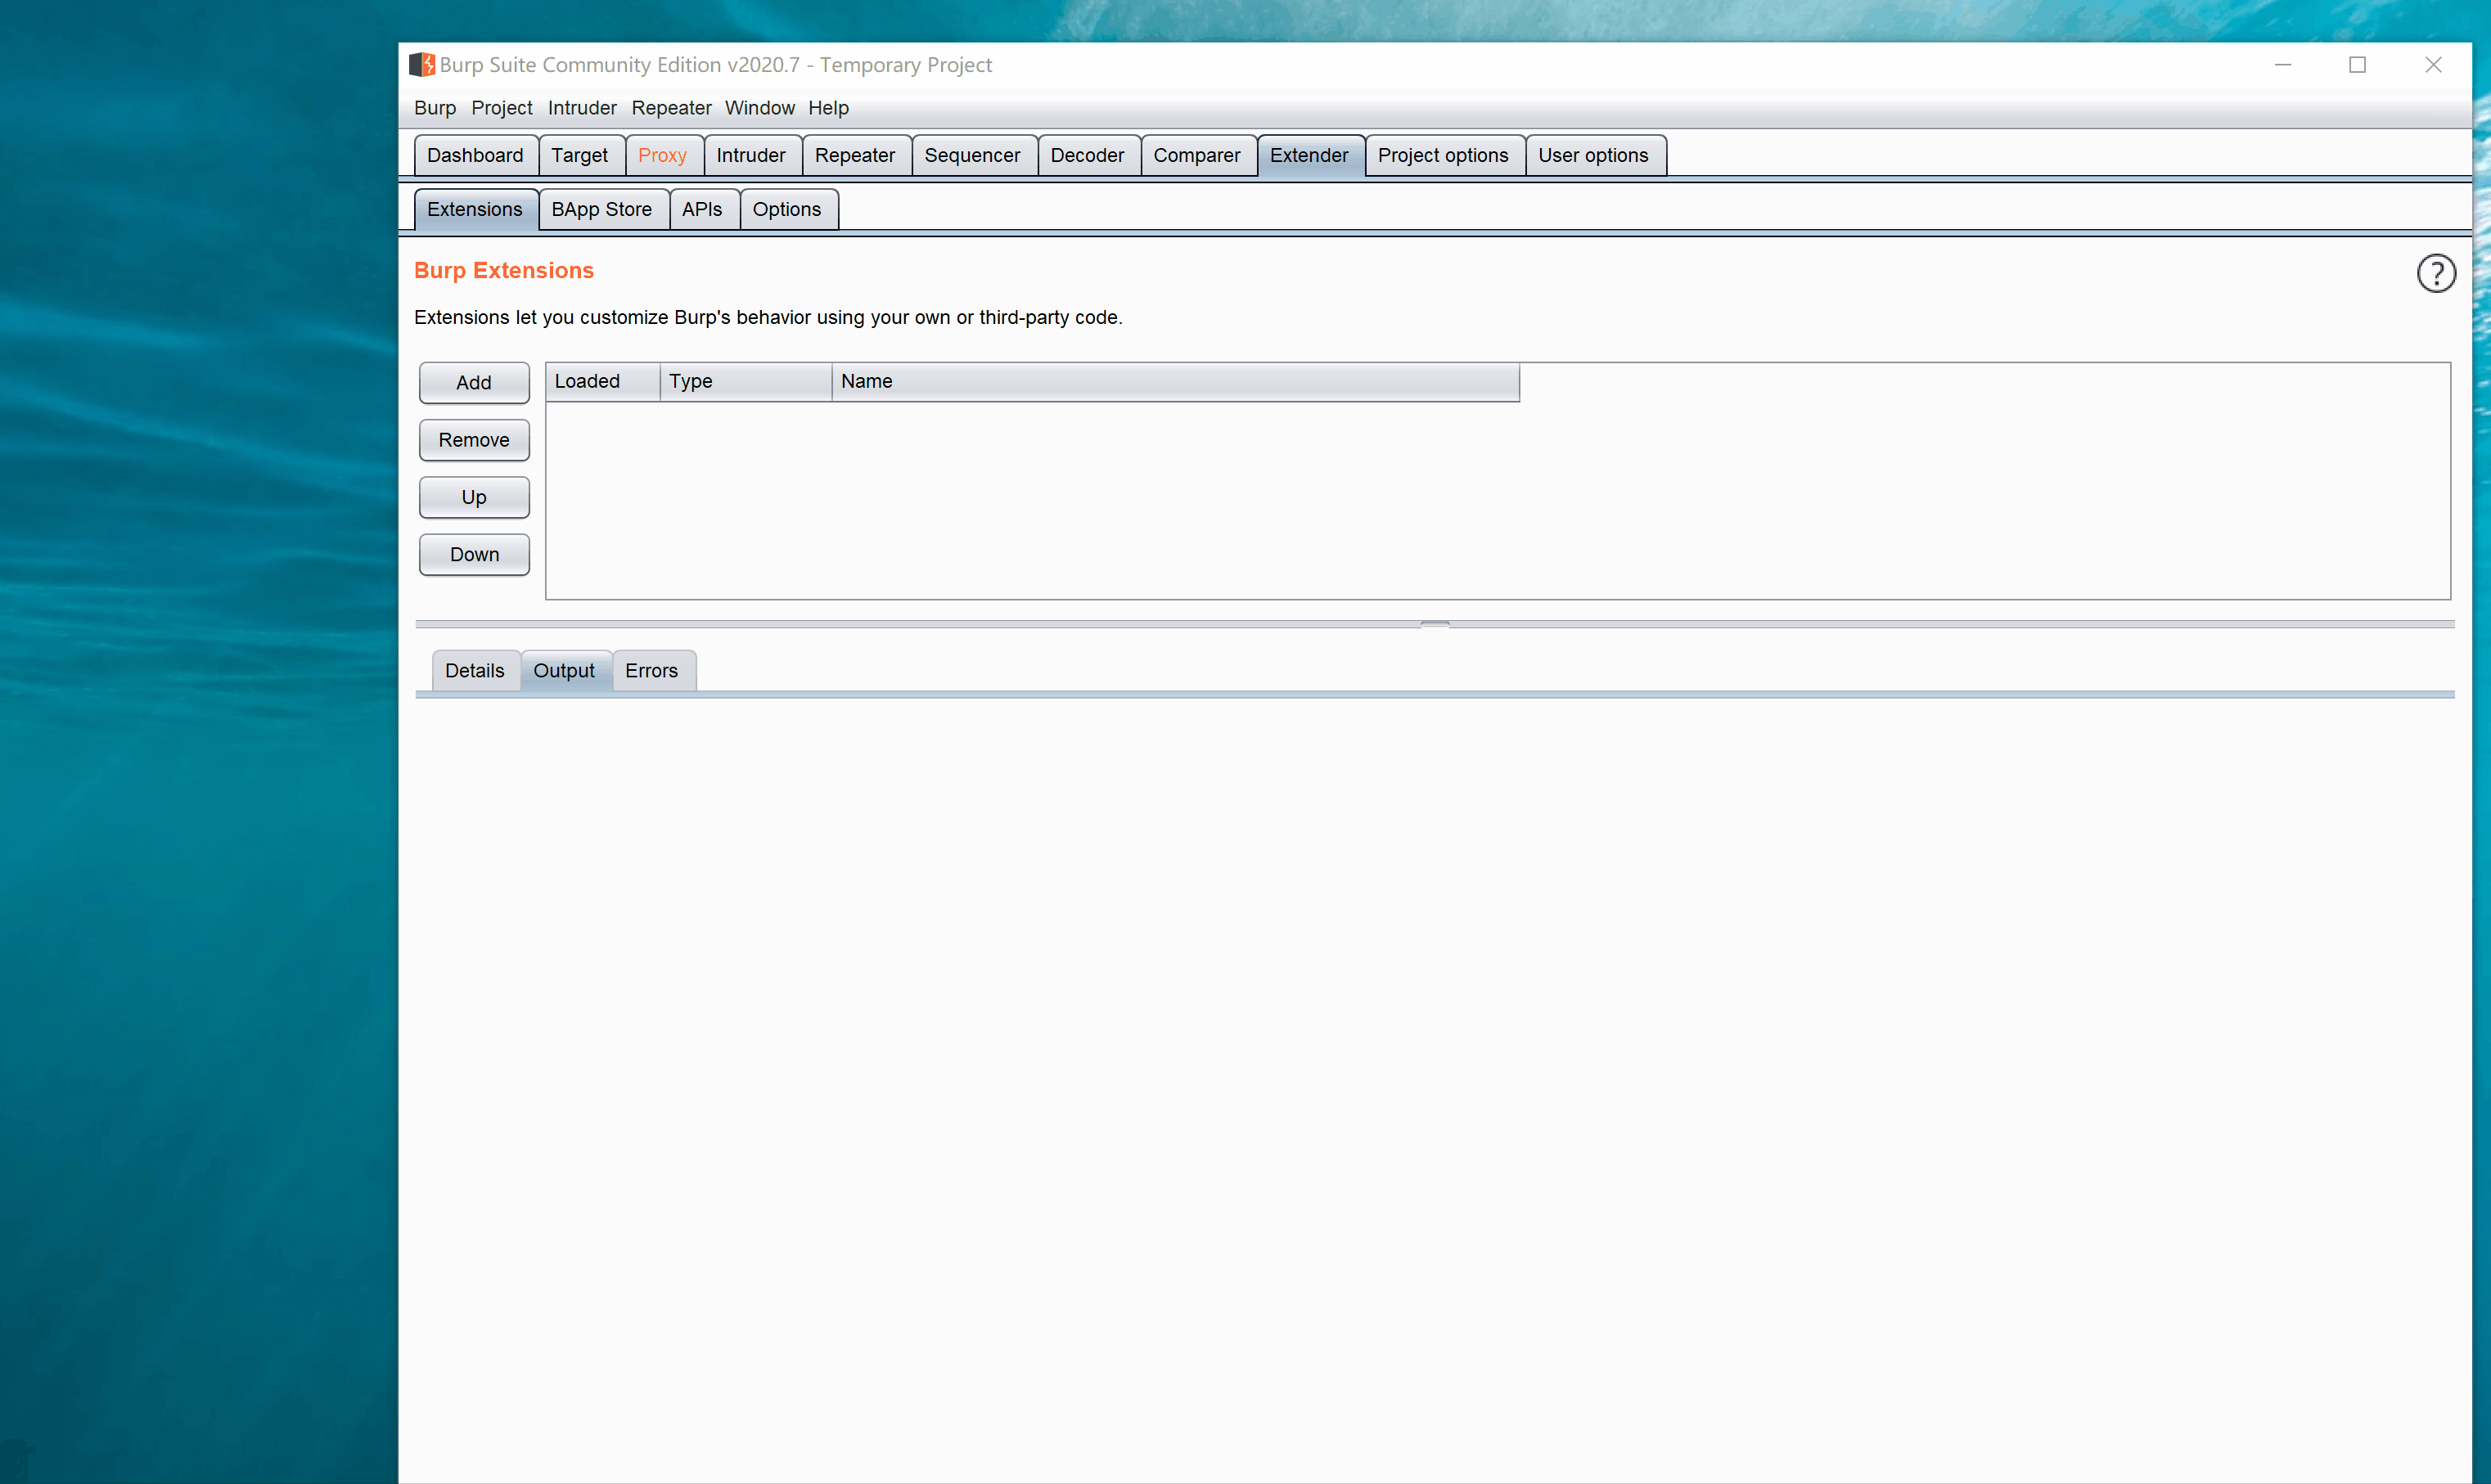 Burp Suite Community Edition v2020.7 - Temporary Project
Burp Project Intruder Repeater Window Help
Dashboard Target Proxy Intruder Repeater Sequencer Decoder Comparer Extender Project options User options
Extensions BApp Store APIs Options
Burp Extensions
?
Extensions let you customize Burp's behavior using your own or third-party code.
Add Loaded Type Name
Remove
Up
Down
Details Output Errors